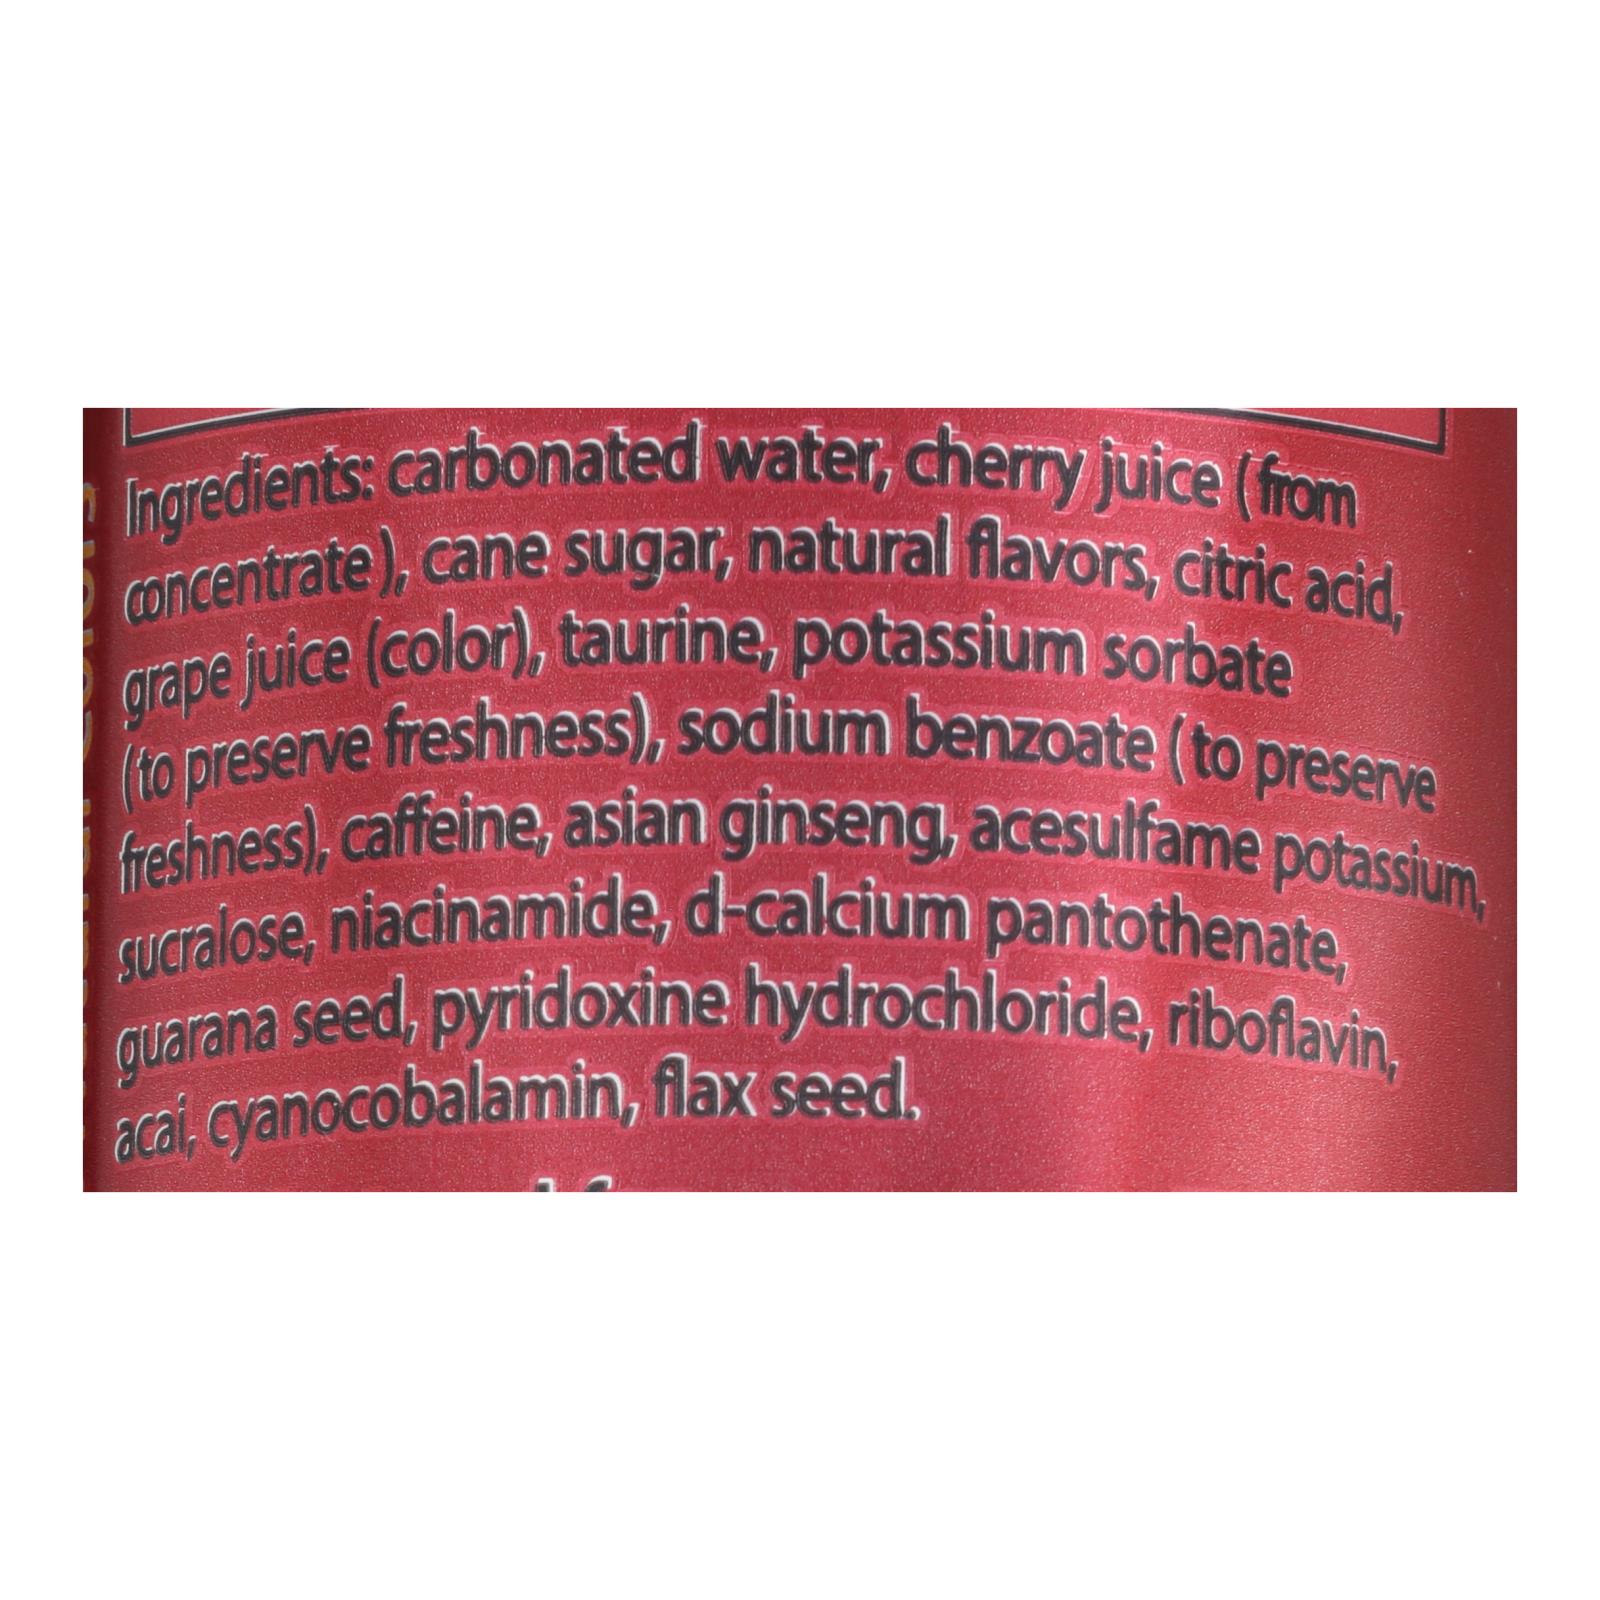 Ingredients: carbonated water, cherry juice (from
concentrate), cane sugar, natural flavors, citric acid,
grape juice (color), taurine, potassium sorbate
(to preserve freshness), sodium benzoate (to preserve
freshness), caffeine, asian ginseng, acesulfame potassium,
sucralose, niacinamide, d-calcium pantothenate,
guarana seed, pyridoxine hydrochloride, riboflavin,
acai, cyanocobalamin, flax seed.